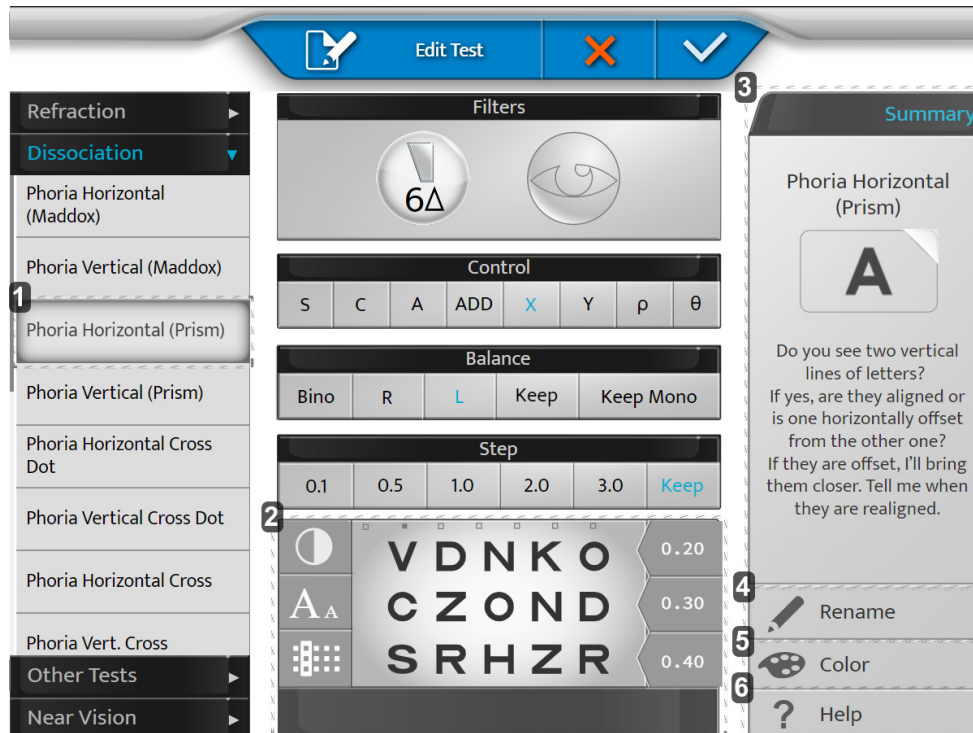 Edit Test
3
Refraction
Dissociation
Phoria Horizontal
(Maddox)
Phoria Vertical (Maddox)
1
Phoria Horizontal (Prism)
Phoria Vertical (Prism)
Phoria Horizontal Cross
Dot
Phoria Vertical Cross Dot
Phoria Horizontal Cross
Phoria Vert. Cross
Other Tests
Near Vision
Filters
6Δ
Control
S C A ADD X Y ρ θ
Balance
Bino R L Keep Keep Mono
Step
0.1 0.5 1.0 2.0 3.0 Keep
2
V D N K O 0.20
A A C Z O N D 0.30
S R H Z R 0.40
Summary
Phoria Horizontal
(Prism)
A
Do you see two vertical
lines of letters?
If yes, are they aligned or
is one horizontally offset
from the other one?
If they are offset, I'll bring
them closer. Tell me when
they are realigned.
4
Rename
5
Color
6
? Help